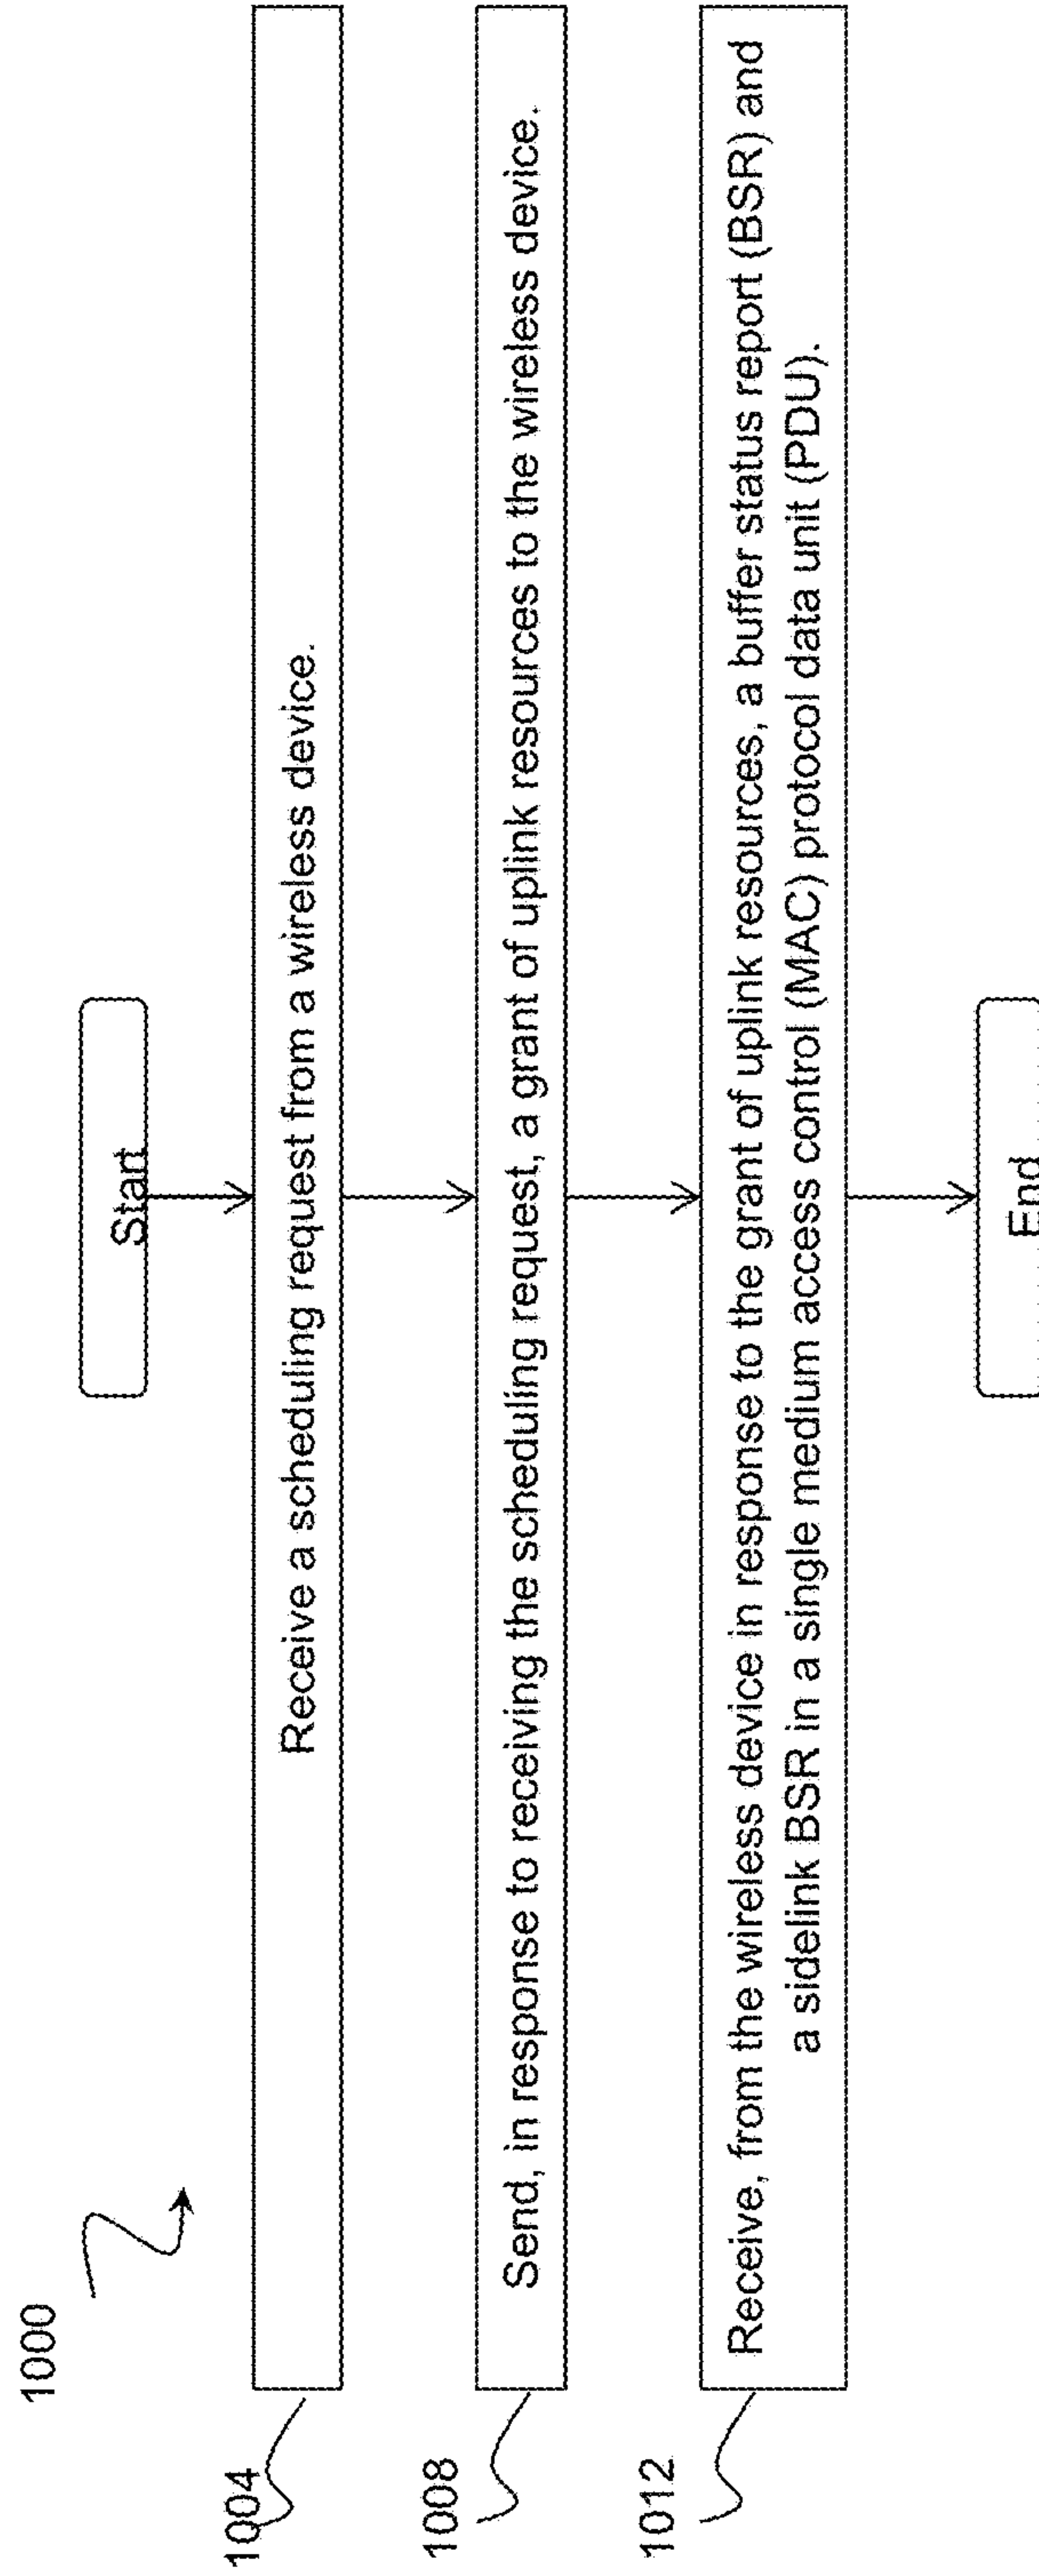 1000
Start
1004
Receive a scheduling request from a wireless device.
1008
Send, in response to receiving the scheduling request, a grant of uplink resources to the wireless device.
1012
Receive, from the wireless device in response to the grant of uplink resources, a buffer status report (BSR) and
a sidelink BSR in a single medium access control (MAC) protocol data unit (PDU).
End